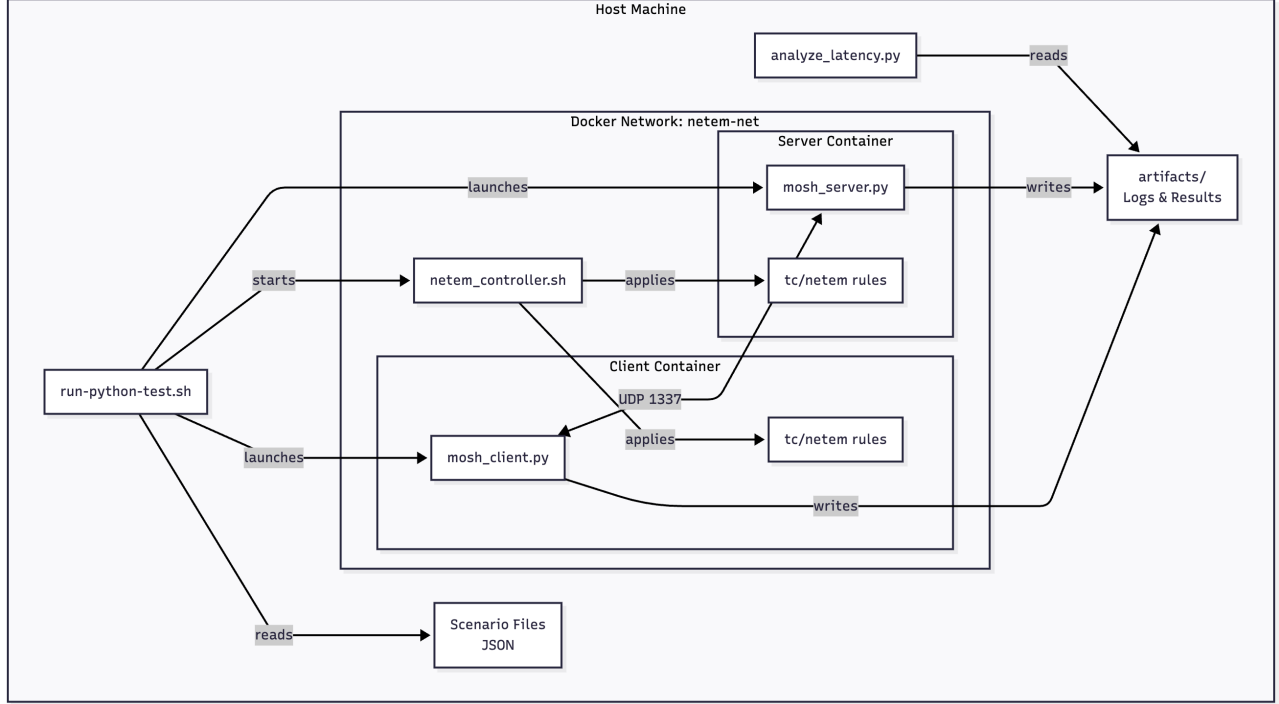 Host Machine
analyze_latency.py
reads
Docker Network: netem-net
Server Container
artifacts/
Logs & Results
launches
mosh_server.py
writes
starts
netem_controller.sh
applies
tc/netem rules
Client Container
run-python-test.sh
UDP 1337
applies
tc/netem rules
launches
mosh_client.py
writes
reads
Scenario Files
JSON